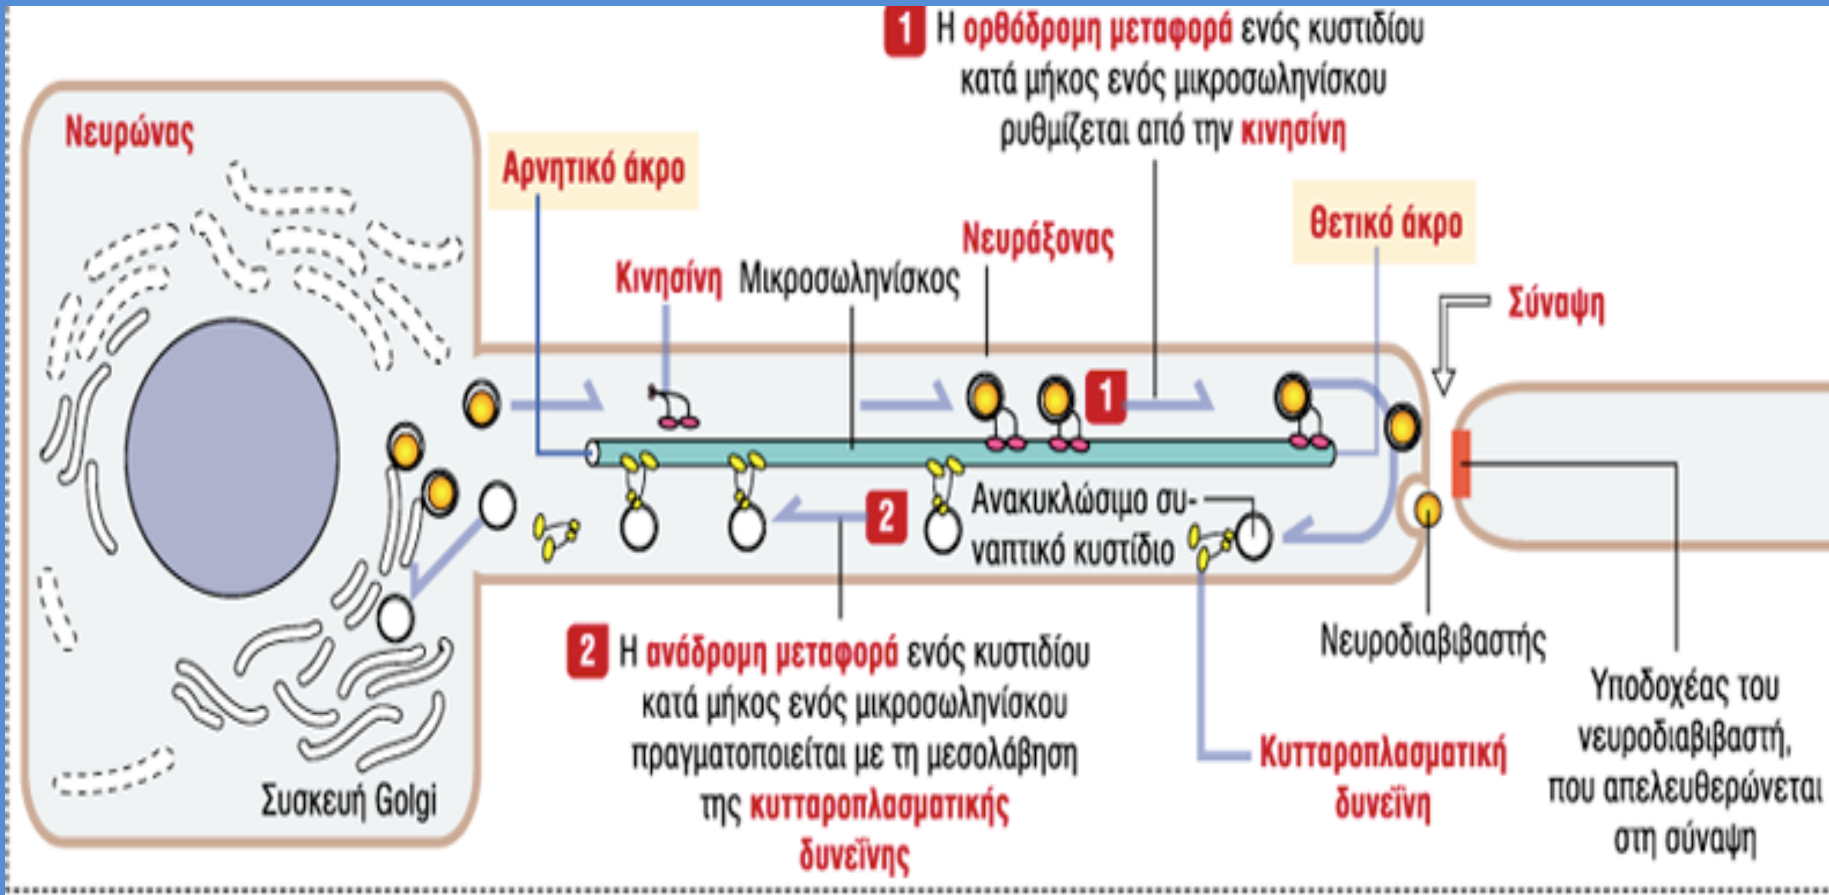 1 Η ορθόδρομη μεταφορά ενός κυστιδίου
κατά μήκος ενός μικροσωληνίσκου
ρυθμίζεται από την κινησίνη
Νευρώνας
Αρνητικό άκρο
Θετικό άκρο
Νευράξονας
Κινησίνη
Μικροσωληνίσκος
Σύναψη
1
2
Ανακυκλώσιμο συ-
ναπτικό κυστίδιο
Νευροδιαβιβαστής
2 Η ανάδρομη μεταφορά ενός κυστιδίου
κατά μήκος ενός μικροσωληνίσκου
πραγματοποιείται με τη μεσολάβηση
της κυτταροπλασματικής
δυνεΐνης
Υποδοχέας του
νευροδιαβιβαστή,
που απελευθερώνεται
στη σύναψη
Κυτταροπλασματική
δυνεΐνη
Συσκευή Golgi